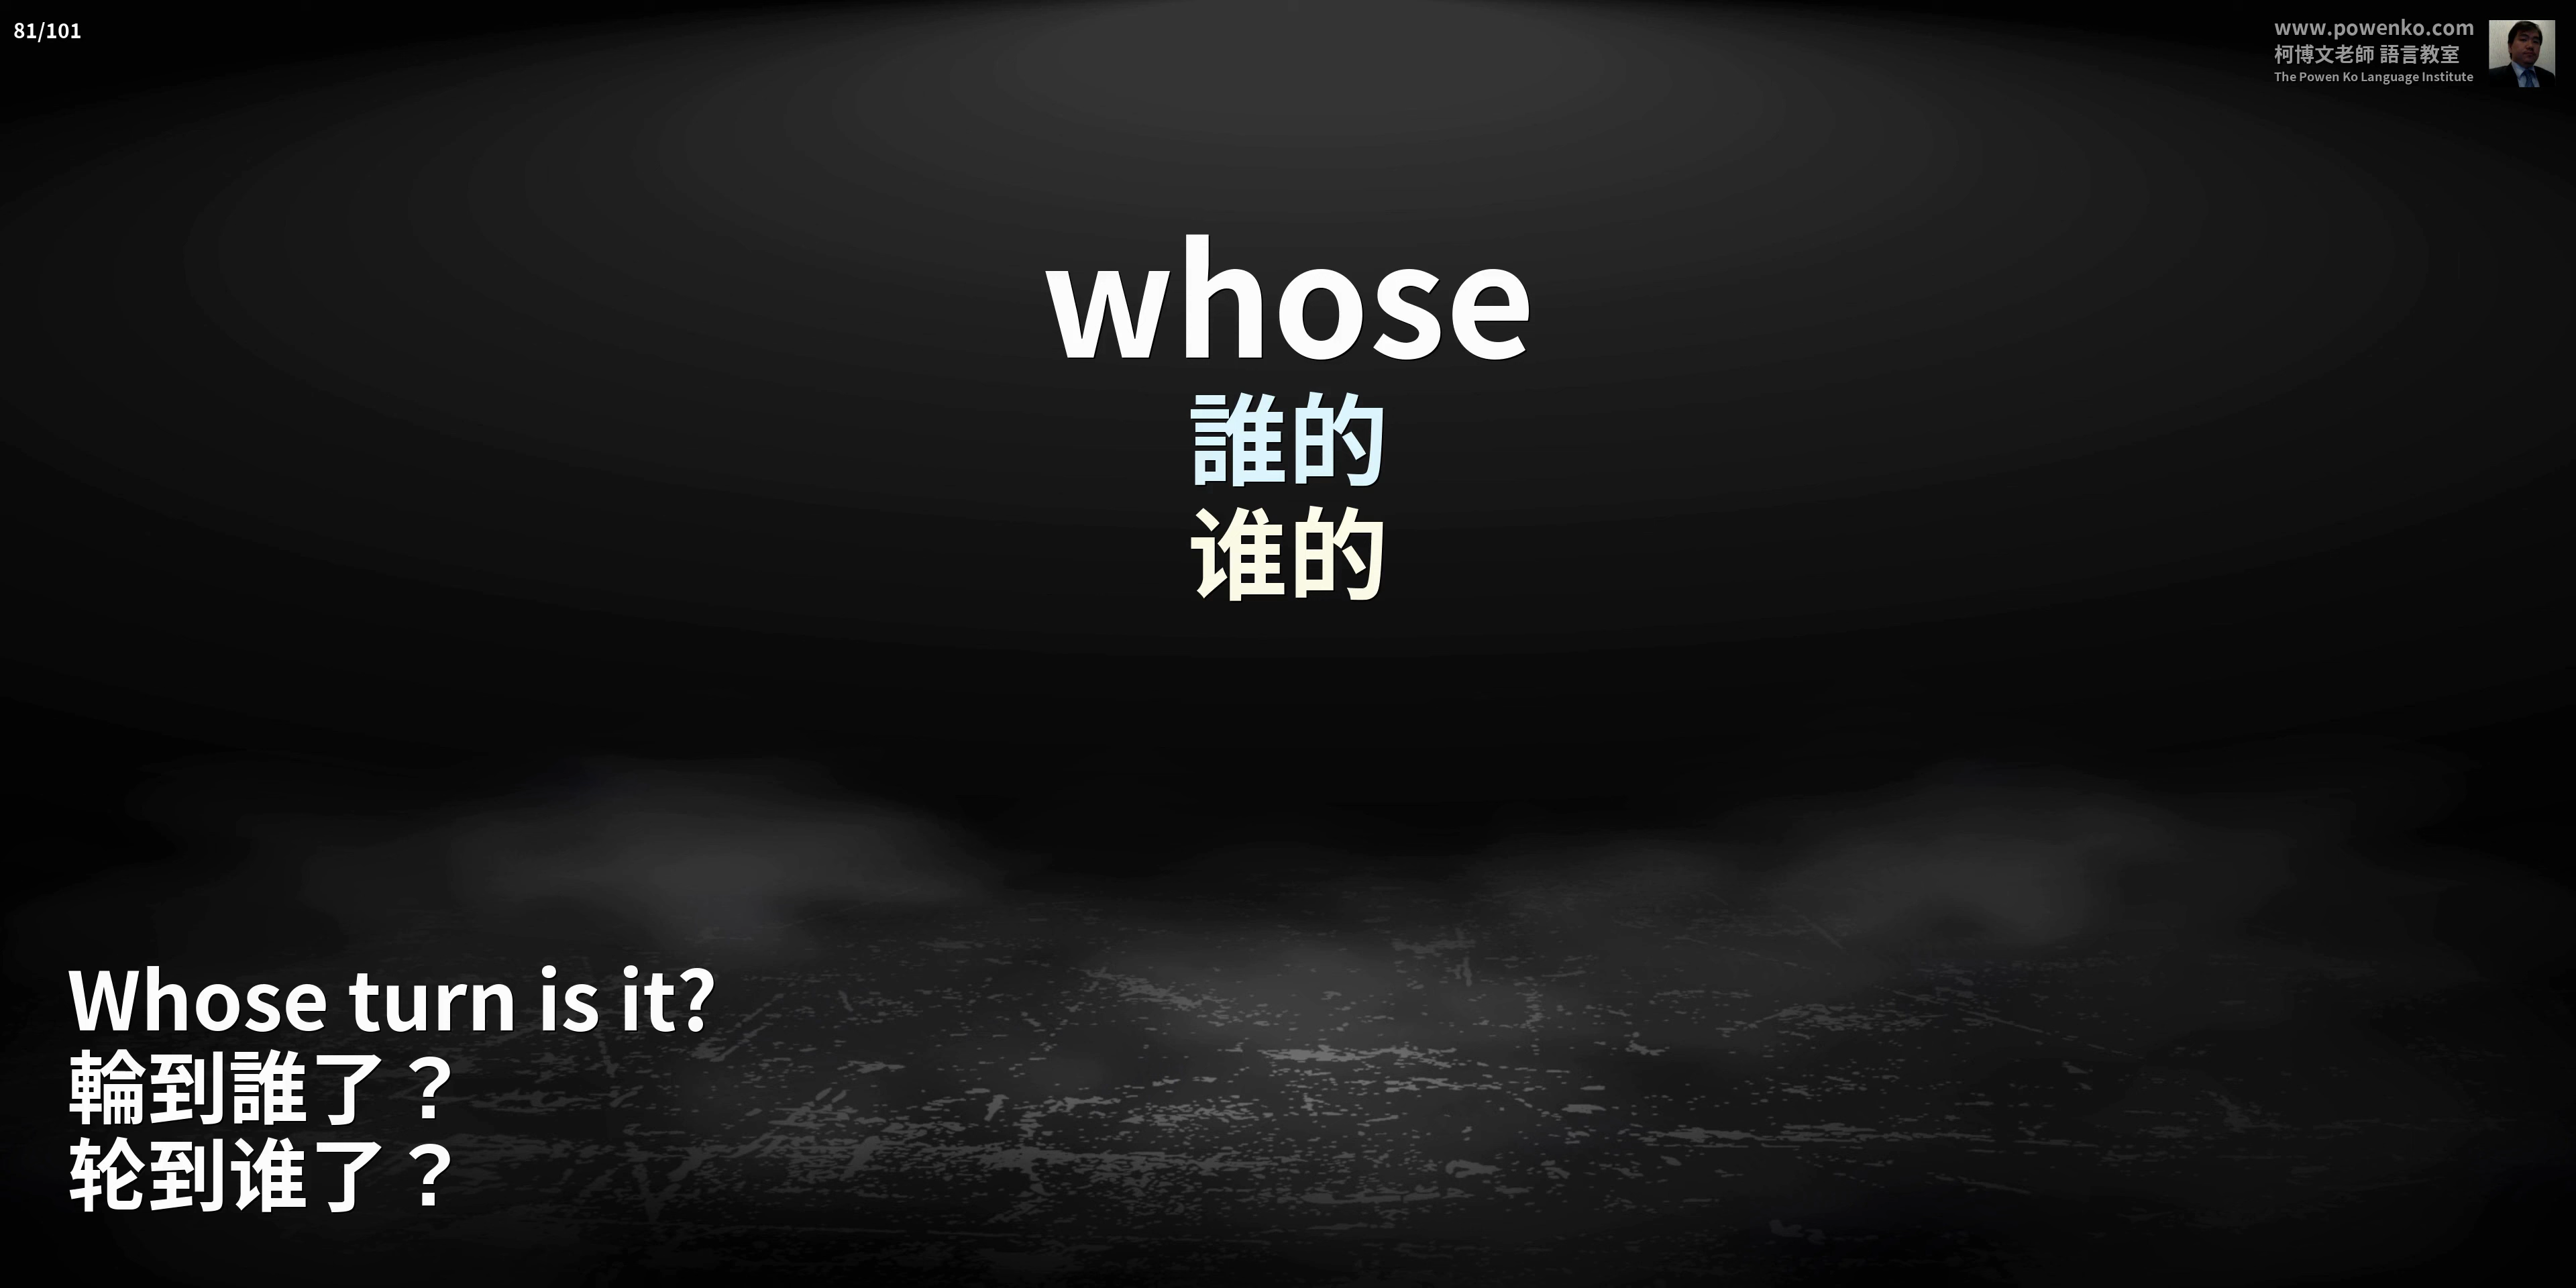 81/101
www.powenko.com
柯博文老師 語言教室
The Powen Ko Language Institute
whose
誰的
谁的
Whose turn is it?
輪到誰了？
轮到谁了？